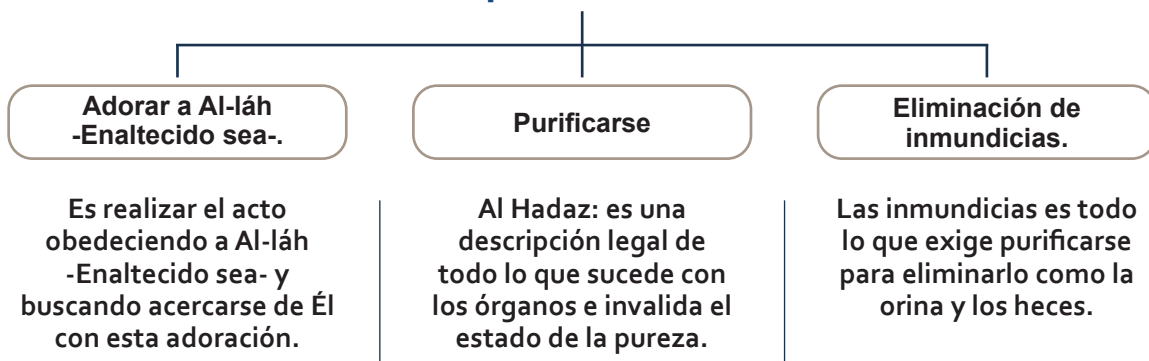 Adorar a Al-láh
-Enaltecido sea-.
Es realizar el acto
obedeciendo a Al-láh
-Enaltecido sea- y
buscando acercarse de Él
con esta adoración.
Purificarse
Al Hadaz: es una
descripción legal de
todo lo que sucede con
los órganos e invalida el
estado de la pureza.
Eliminación de
inmundicias.
Las inmundicias es todo
lo que exige purificarse
para eliminarlo como la
orina y los heces.